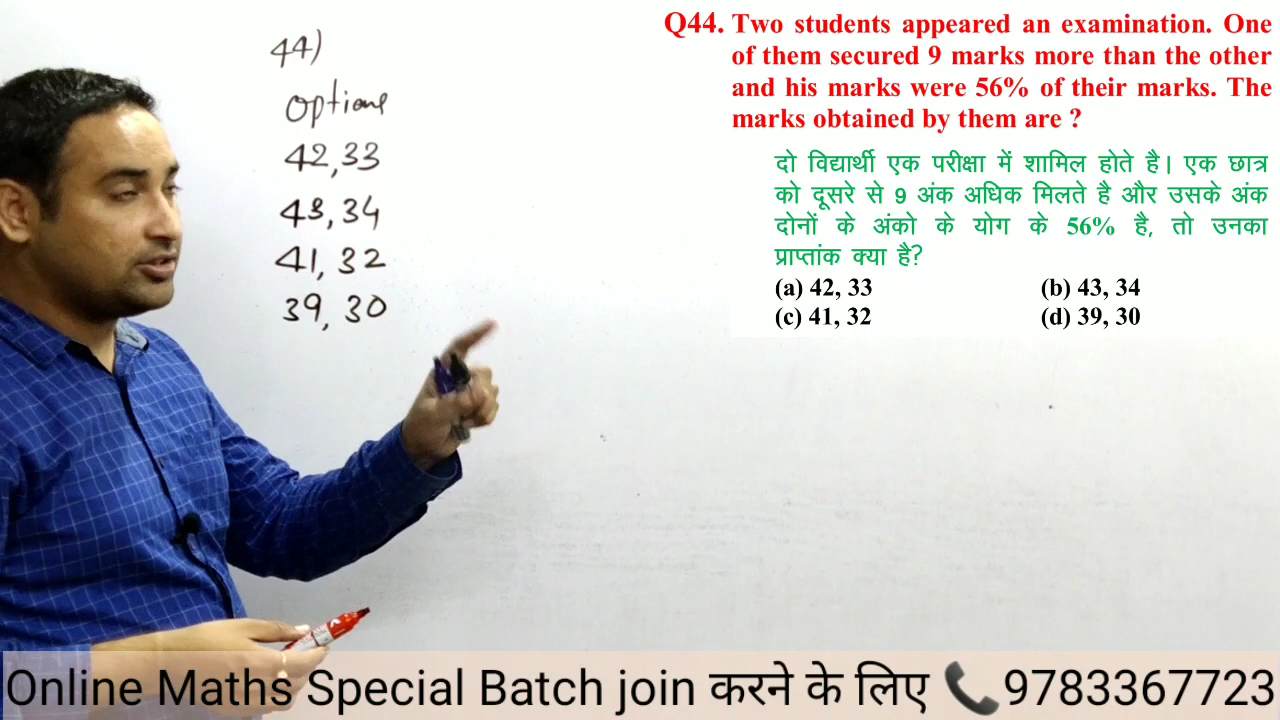 44)
options
42,33
43,34
41,32
39,30
Q44. Two students appeared an examination. One
of them secured 9 marks more than the other
and his marks were 56% of their marks. The
marks obtained by them are ?
दो विद्यार्थी एक परीक्षा में शामिल होते है। एक छात्र
को दूसरे से 9 अंक अधिक मिलते है और उसके अंक
दोनों के अंको के योग के 56% है, तो उनका
प्राप्तांक क्या है?
(a) 42, 33 (b) 43, 34
(c) 41, 32 (d) 39, 30
Online Maths Special Batch join करने के लिए 📞9783367723